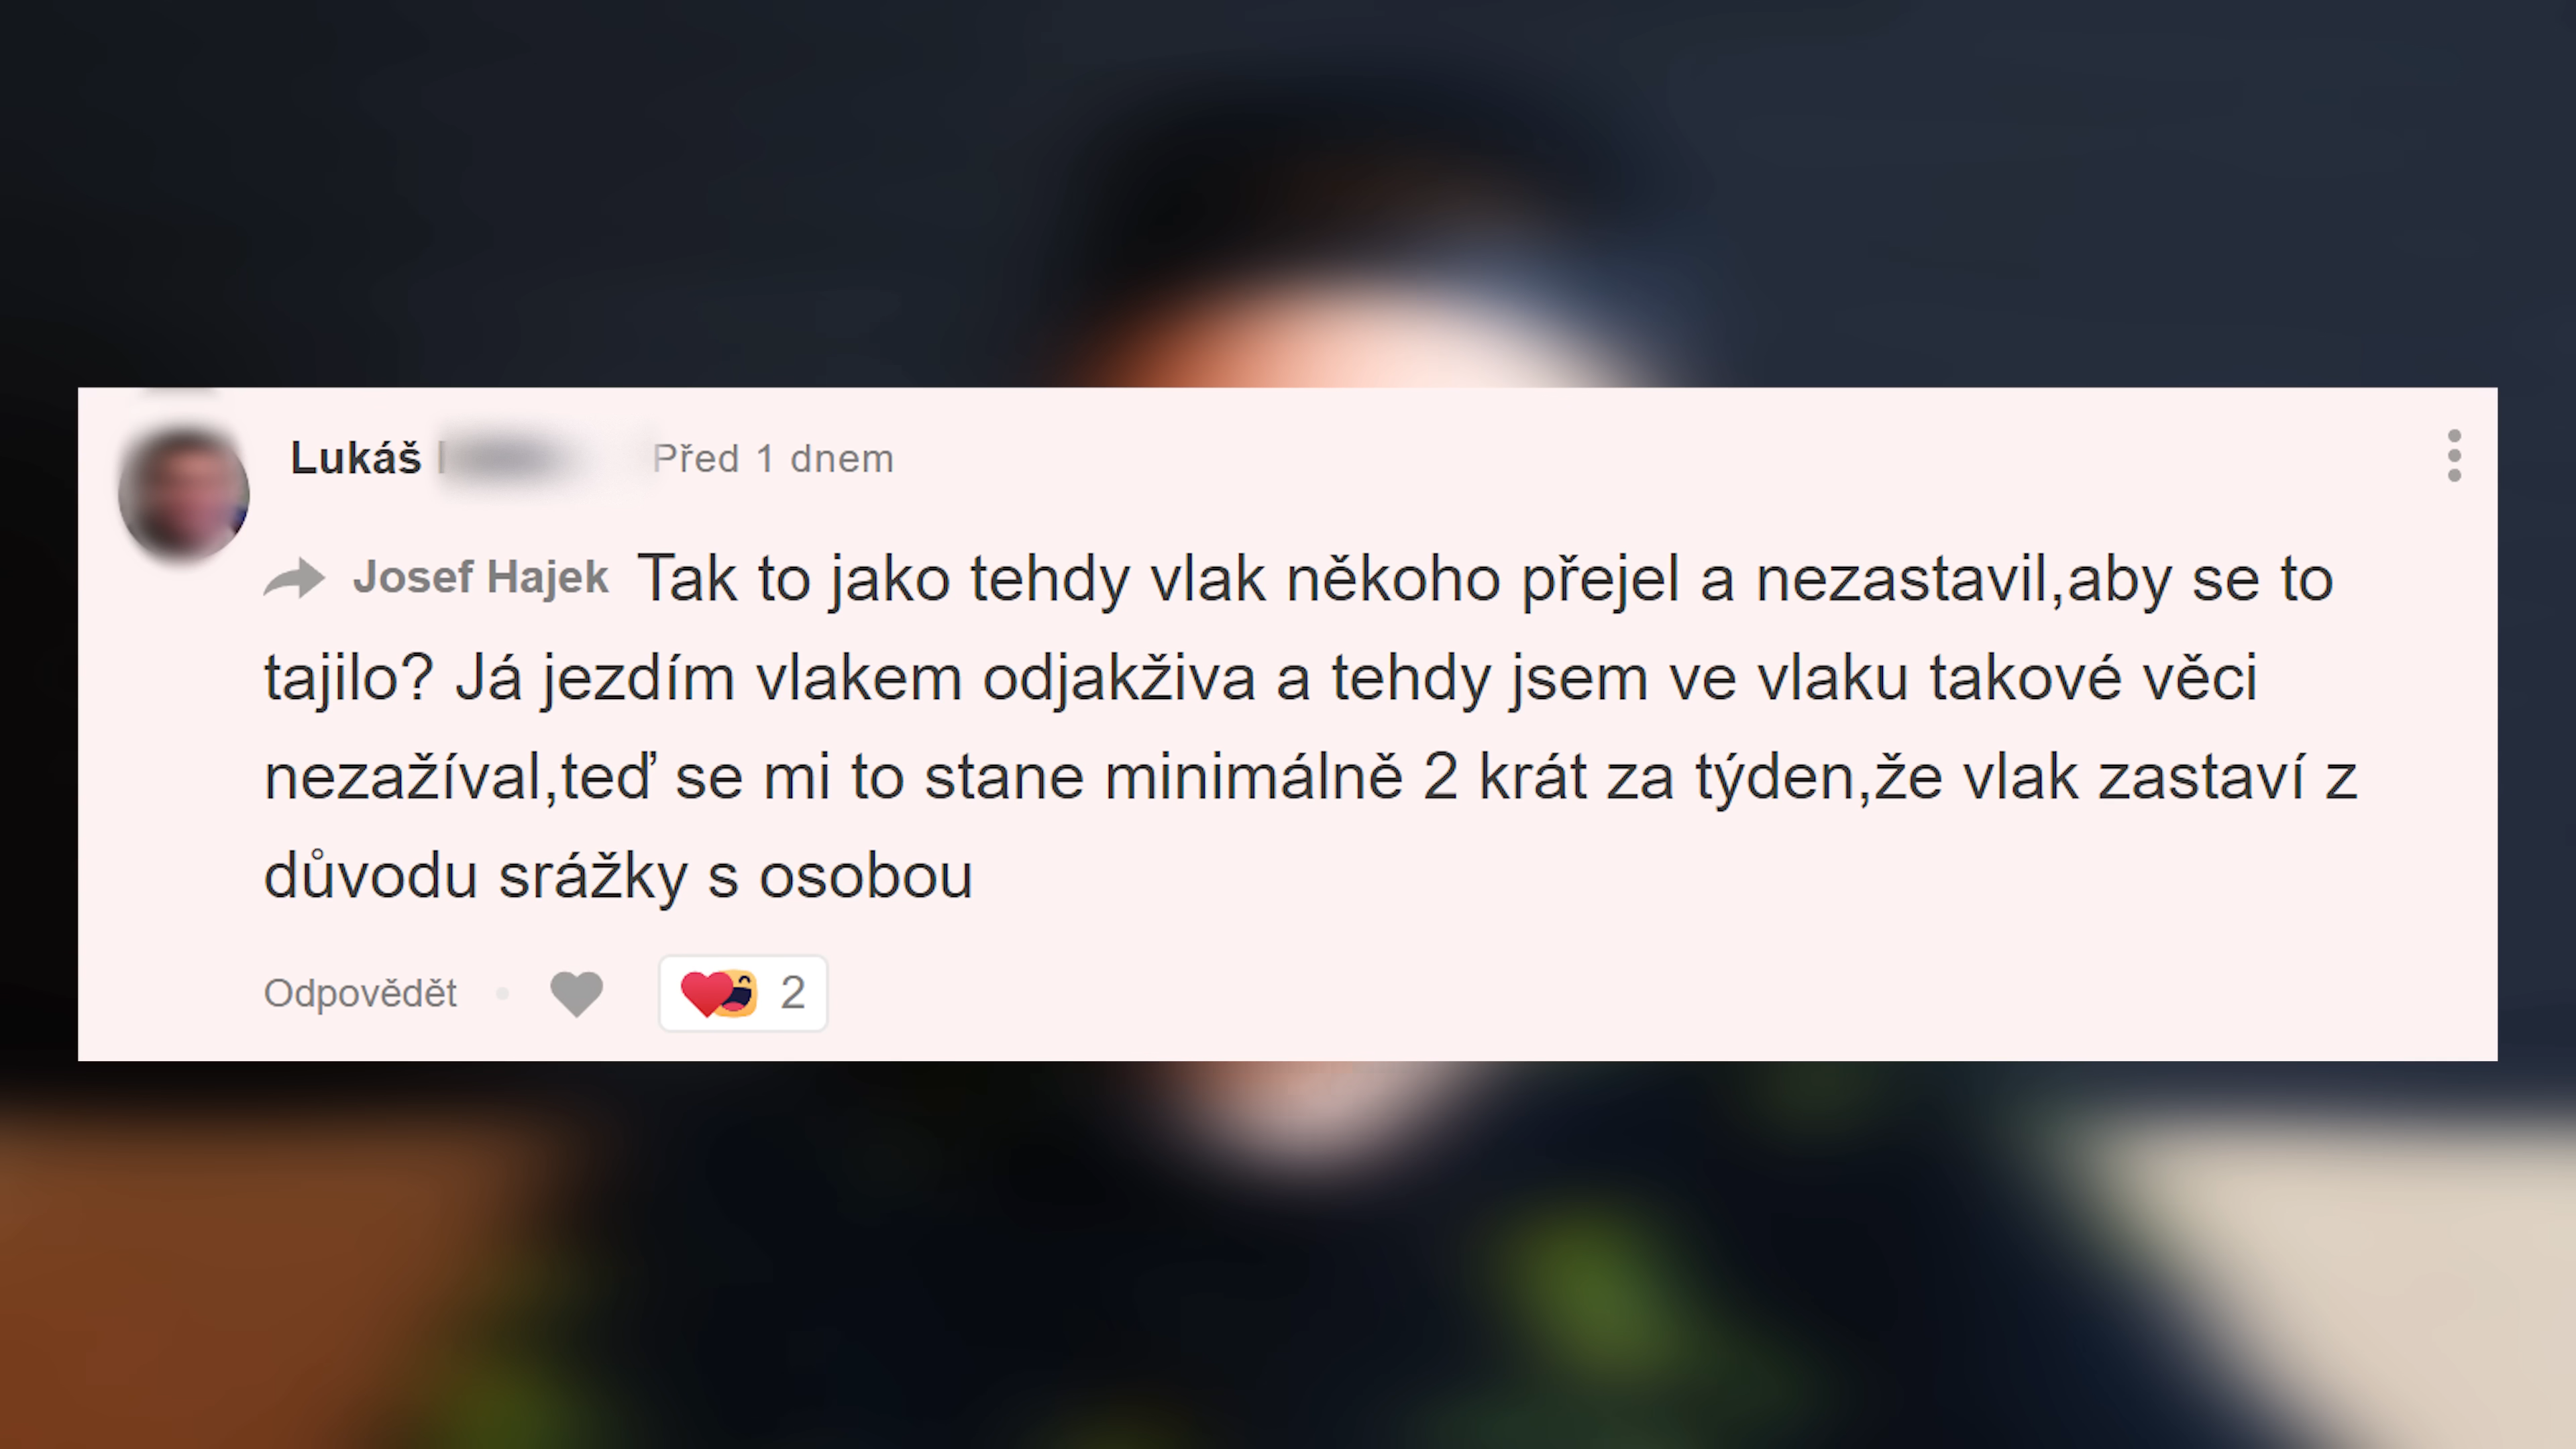 Lukáš Před 1 dnem
Josef Hajek Tak to jako tehdy vlak někoho přejel a nezastavil,aby se to
tajilo? Já jezdím vlakem odjakživa a tehdy jsem ve vlaku takové věci
nezažíval,teď se mi to stane minimálně 2 krát za týden,že vlak zastaví z
důvodu srážky s osobou
Odpovědět 2